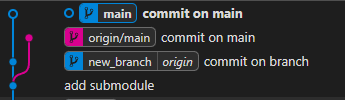 main commit on main
origin/main commit on main
new_branch origin commit on branch
add submodule